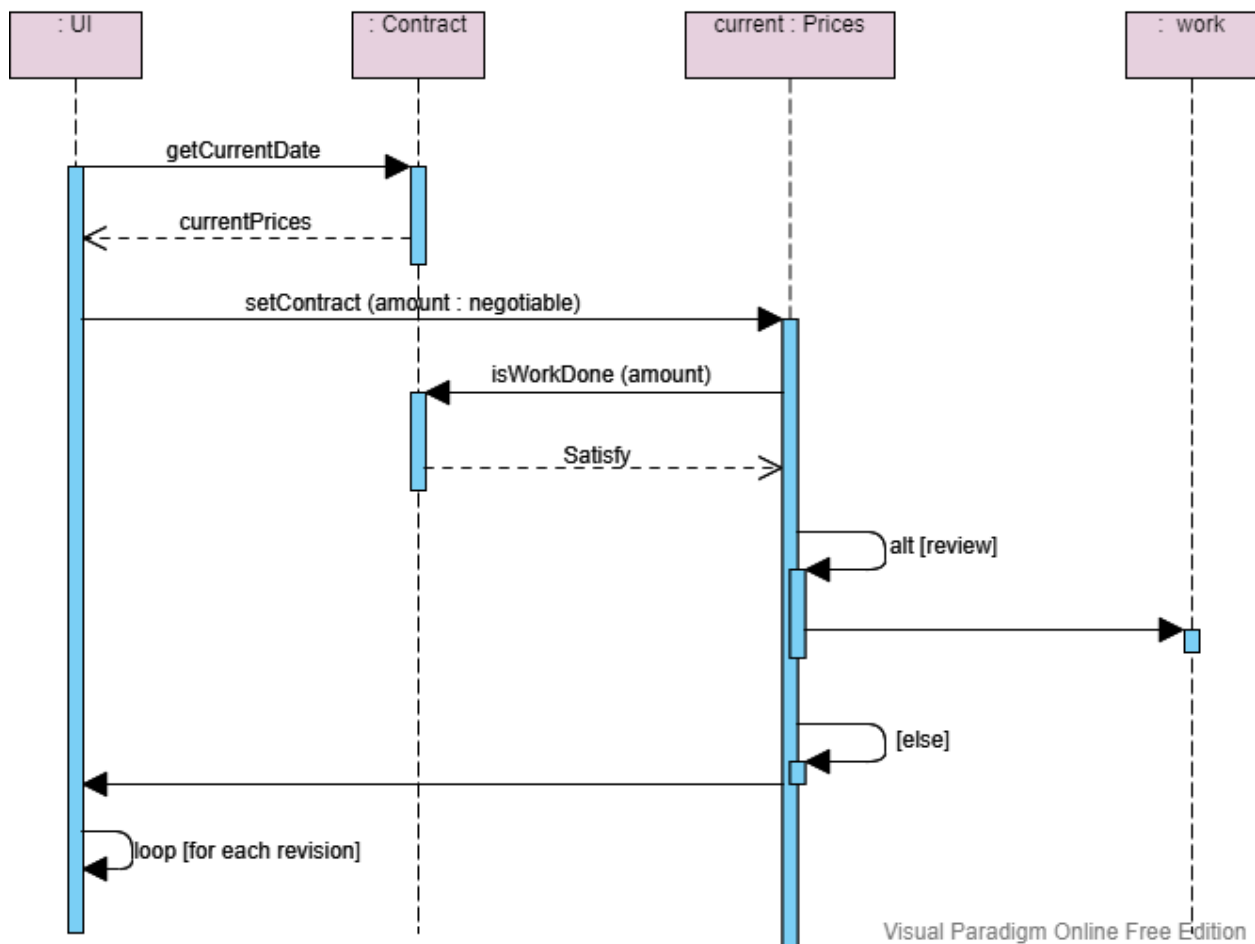 : UI
: Contract
current : Prices
: work
getCurrentDate
currentPrices
setContract (amount : negotiable)
isWorkDone (amount)
Satisfy
alt [review]
[else]
loop [for each revision]
Visual Paradigm Online Free Edition